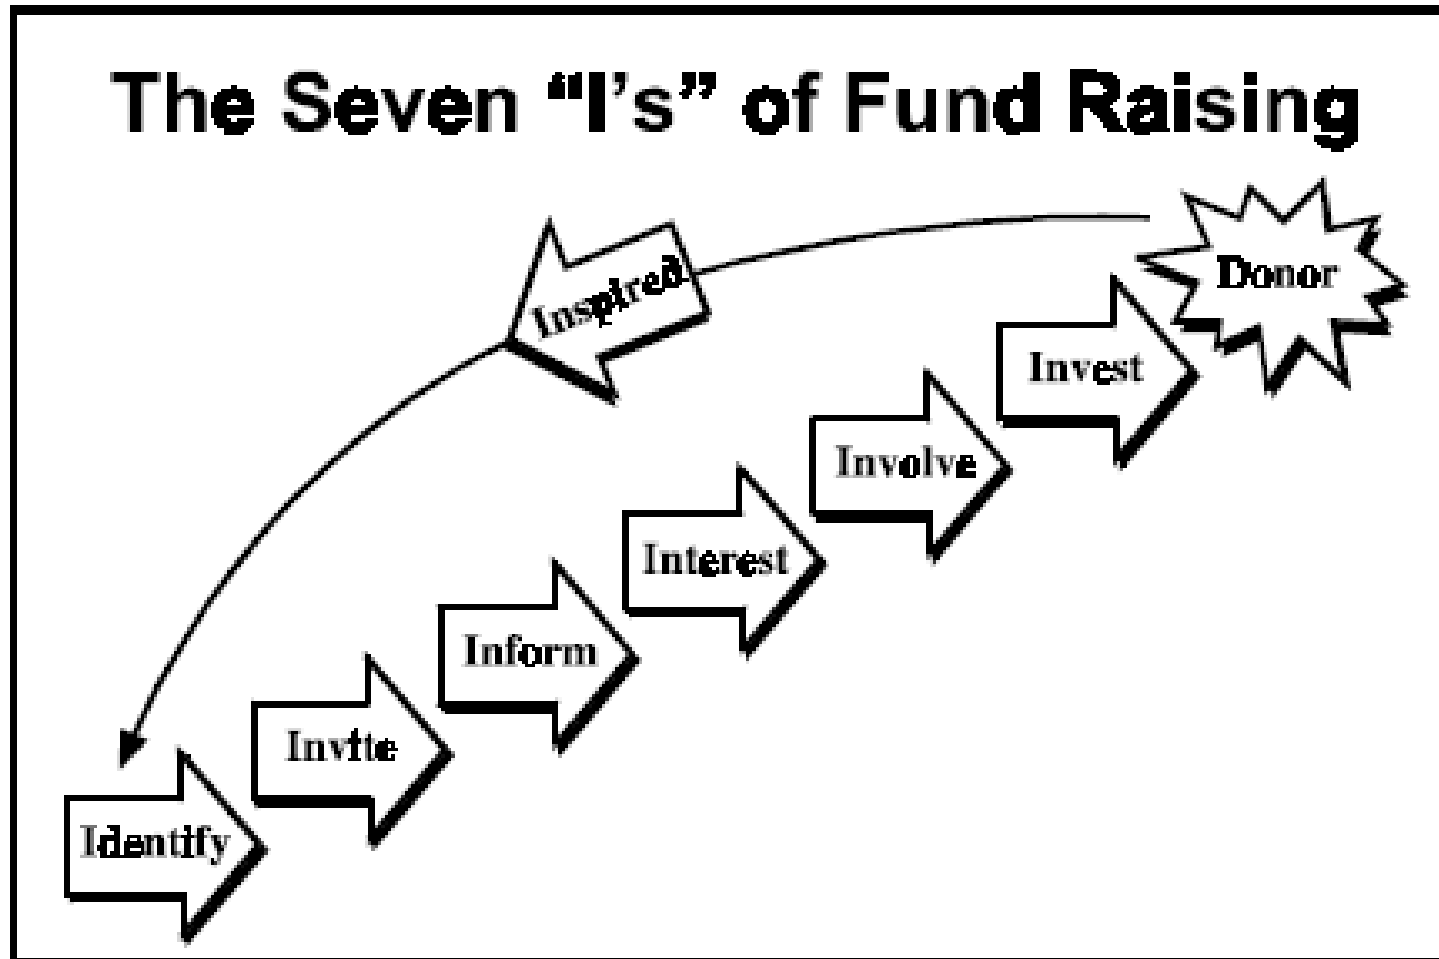 The Seven “I’s” of Fund Raising
Donor
Inspired
Invest
Involve
Interest
Inform
Invite
Identify